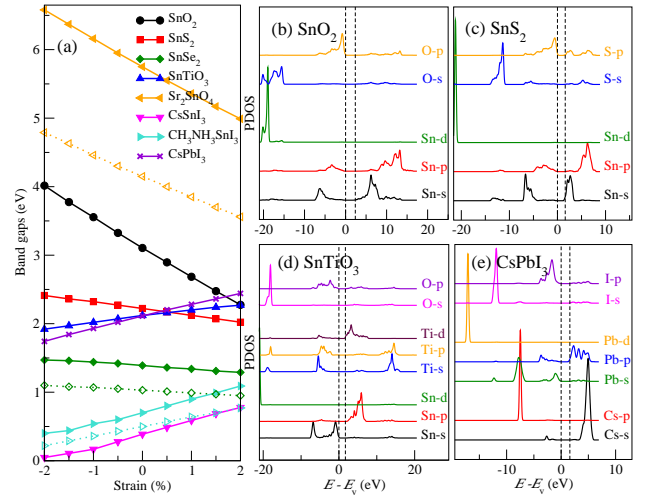 (a)
SnO2
SnS2
SnSe2
SnTiO3
Sr2SnO4
CsSnI3
CH3NH3SnI3
CsPbI3
Band gaps (eV)
7
6
5
4
3
2
1
0
-2 -1 0 1 2
Strain (%)
(b) SnO2
PDOS
O-p
O-s
Sn-d
Sn-p
Sn-s
-20 -10 0 10 20
(c) SnS2
S-p
S-s
Sn-d
Sn-p
Sn-s
-10 0 10
(d) SnTiO3
PDOS
O-p
O-s
Ti-d
Ti-p
Ti-s
Sn-d
Sn-p
Sn-s
-20 -10 0 10 20
E - Ev (eV)
(e) CsPbI3
I-p
I-s
Pb-d
Pb-p
Pb-s
Cs-p
Cs-s
-20 -10 0 10
E - Ev (eV)